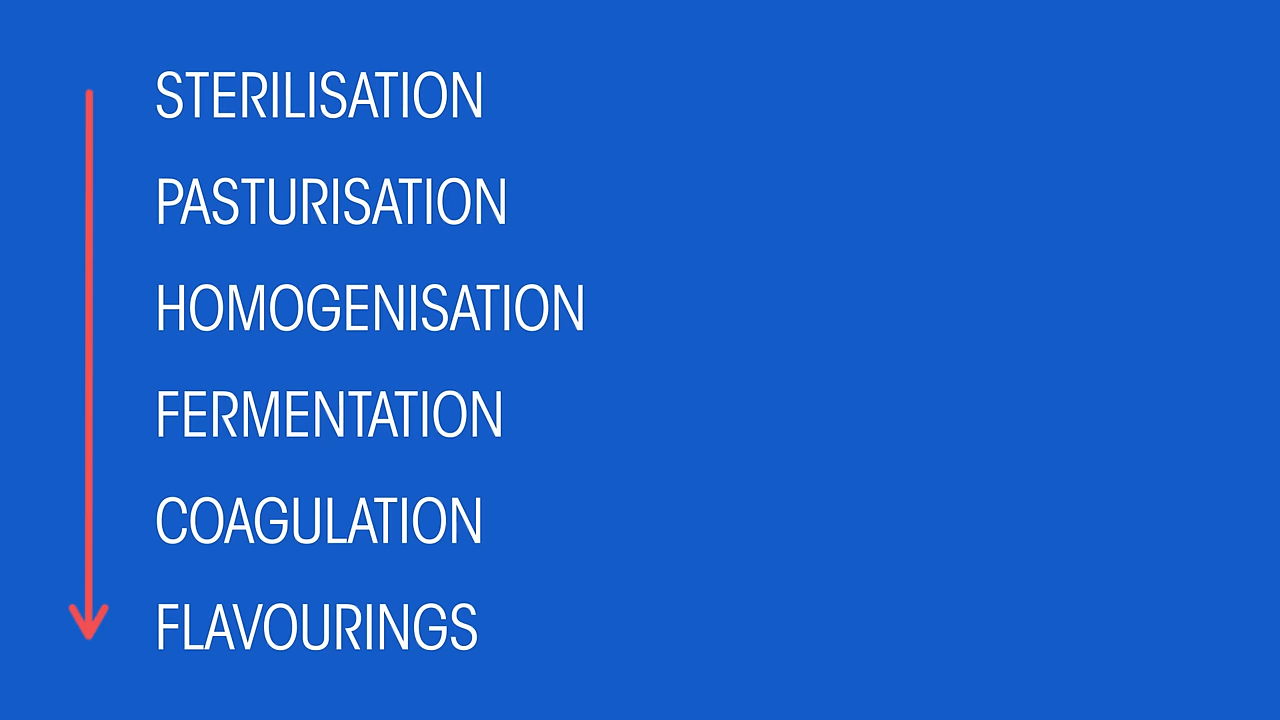 STERILISATION
PASTURISATION
HOMOGENISATION
FERMENTATION
COAGULATION
FLAVOURINGS